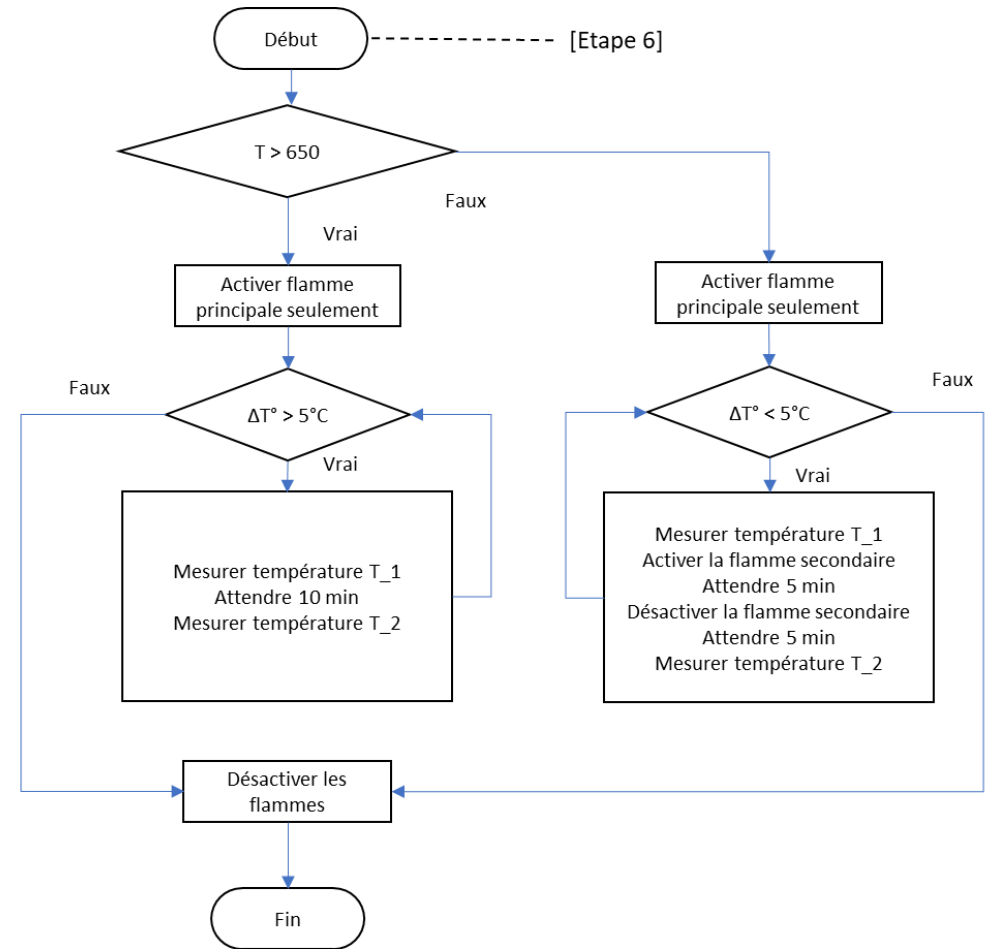 Début
[Etape 6]
T > 650
Faux
Vrai
Activer flamme
principale seulement
Activer flamme
principale seulement
Faux
ΔT° > 5°C
Vrai
Mesurer température T_1
Attendre 10 min
Mesurer température T_2
Faux
ΔT° < 5°C
Vrai
Mesurer température T_1
Activer la flamme secondaire
Attendre 5 min
Désactiver la flamme secondaire
Attendre 5 min
Mesurer température T_2
Désactiver les
flammes
Fin